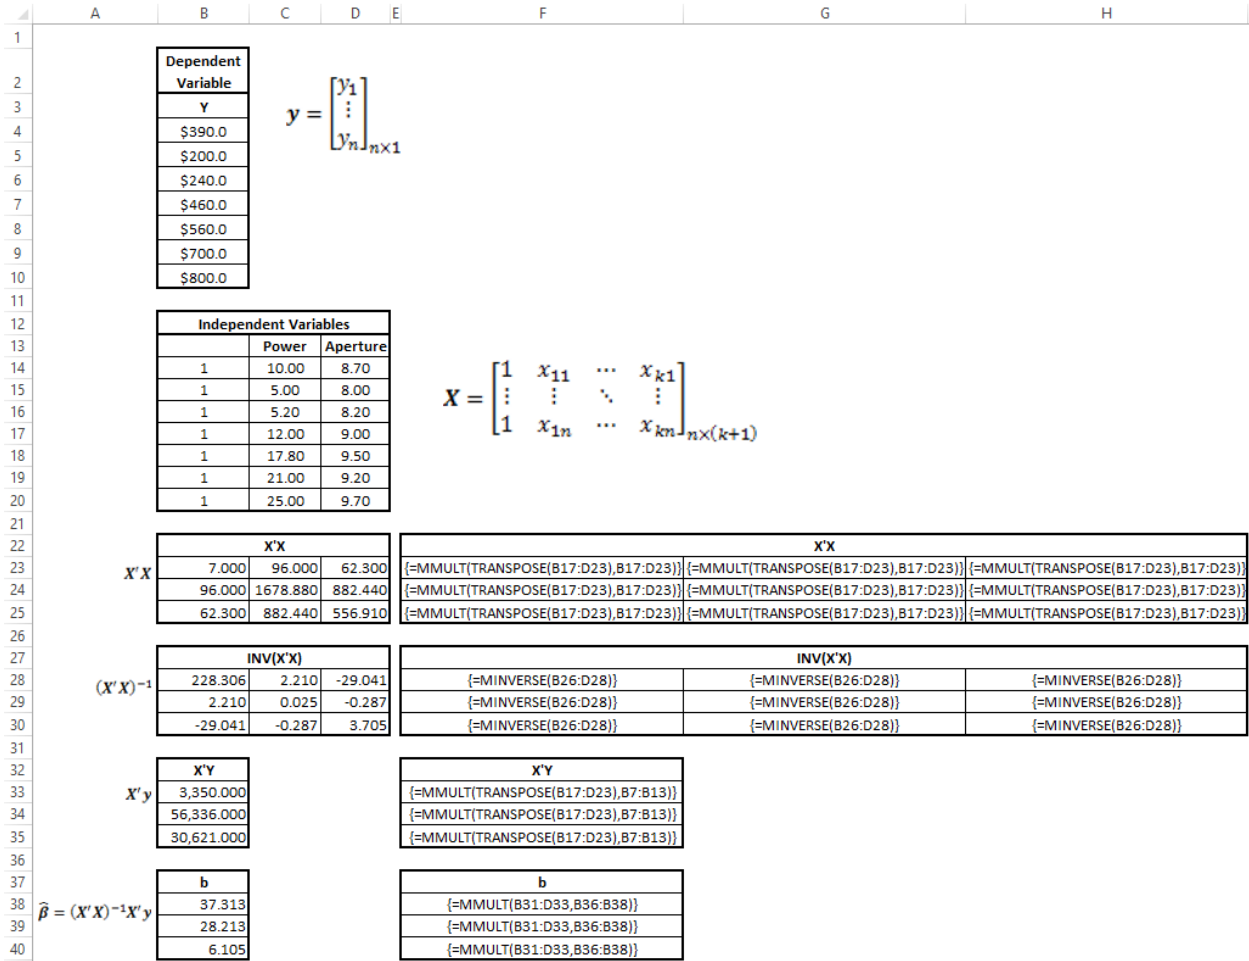 A B C D E F G H
1
Dependent
2 Variable
3 Y
4 $390.0
5 $200.0
6 $240.0
7 $460.0
8 $560.0
9 $700.0
10 $800.0
y = [y₁ ⋮ yₙ]ₙₓ₁
11
12 Independent Variables
13 Power Aperture
14 1 10.00 8.70
15 1 5.00 8.00
16 1 5.20 8.20
17 1 12.00 9.00
18 1 17.80 9.50
19 1 21.00 9.20
20 1 25.00 9.70
X =
1 x₁₁ ⋯ xₖ₁
⋮ ⋮ ⋱ ⋮
1 x₁ₙ ⋯ xₖₙ
n×(k+1)
21
22 X'X X'X
23 X′X 7.000 96.000 62.300 {=MMULT(TRANSPOSE(B17:D23),B17:D23)} {=MMULT(TRANSPOSE(B17:D23),B17:D23)} {=MMULT(TRANSPOSE(B17:D23),B17:D23)}
24 96.000 1678.880 882.440 {=MMULT(TRANSPOSE(B17:D23),B17:D23)} {=MMULT(TRANSPOSE(B17:D23),B17:D23)} {=MMULT(TRANSPOSE(B17:D23),B17:D23)}
25 62.300 882.440 556.910 {=MMULT(TRANSPOSE(B17:D23),B17:D23)} {=MMULT(TRANSPOSE(B17:D23),B17:D23)} {=MMULT(TRANSPOSE(B17:D23),B17:D23)}
26
27 INV(X'X) INV(X'X)
28 (X′X)⁻¹ 228.306 2.210 -29.041 {=MINVERSE(B26:D28)} {=MINVERSE(B26:D28)} {=MINVERSE(B26:D28)}
29 2.210 0.025 -0.287 {=MINVERSE(B26:D28)} {=MINVERSE(B26:D28)} {=MINVERSE(B26:D28)}
30 -29.041 -0.287 3.705 {=MINVERSE(B26:D28)} {=MINVERSE(B26:D28)} {=MINVERSE(B26:D28)}
31
32 X'Y X'Y
33 X′y 3,350.000 {=MMULT(TRANSPOSE(B17:D23),B7:B13)}
34 56,336.000 {=MMULT(TRANSPOSE(B17:D23),B7:B13)}
35 30,621.000 {=MMULT(TRANSPOSE(B17:D23),B7:B13)}
36
37 b b
38 β̂ = (X′X)⁻¹X′y 37.313 {=MMULT(B31:D33,B36:B38)}
39 28.213 {=MMULT(B31:D33,B36:B38)}
40 6.105 {=MMULT(B31:D33,B36:B38)}